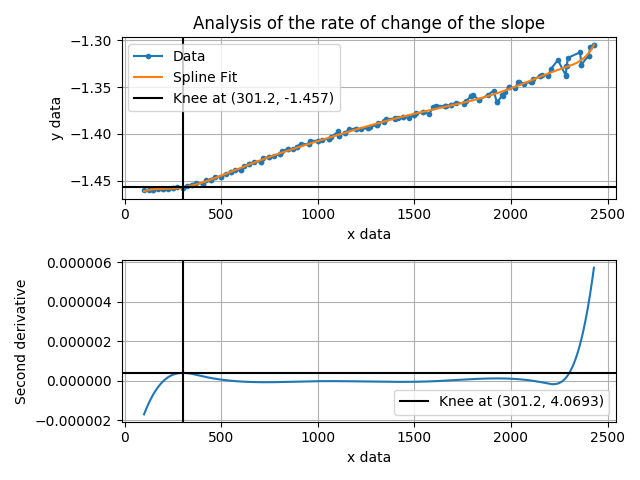 Analysis of the rate of change of the slope
−1.30
−1.35
−1.40
−1.45
y data
Data
Spline Fit
Knee at (301.2, -1.457)
0
500
1000
1500
2000
2500
x data
0.000006
0.000004
0.000002
0.000000
−0.000002
Second derivative
Knee at (301.2, 4.0693)
0
500
1000
1500
2000
2500
x data